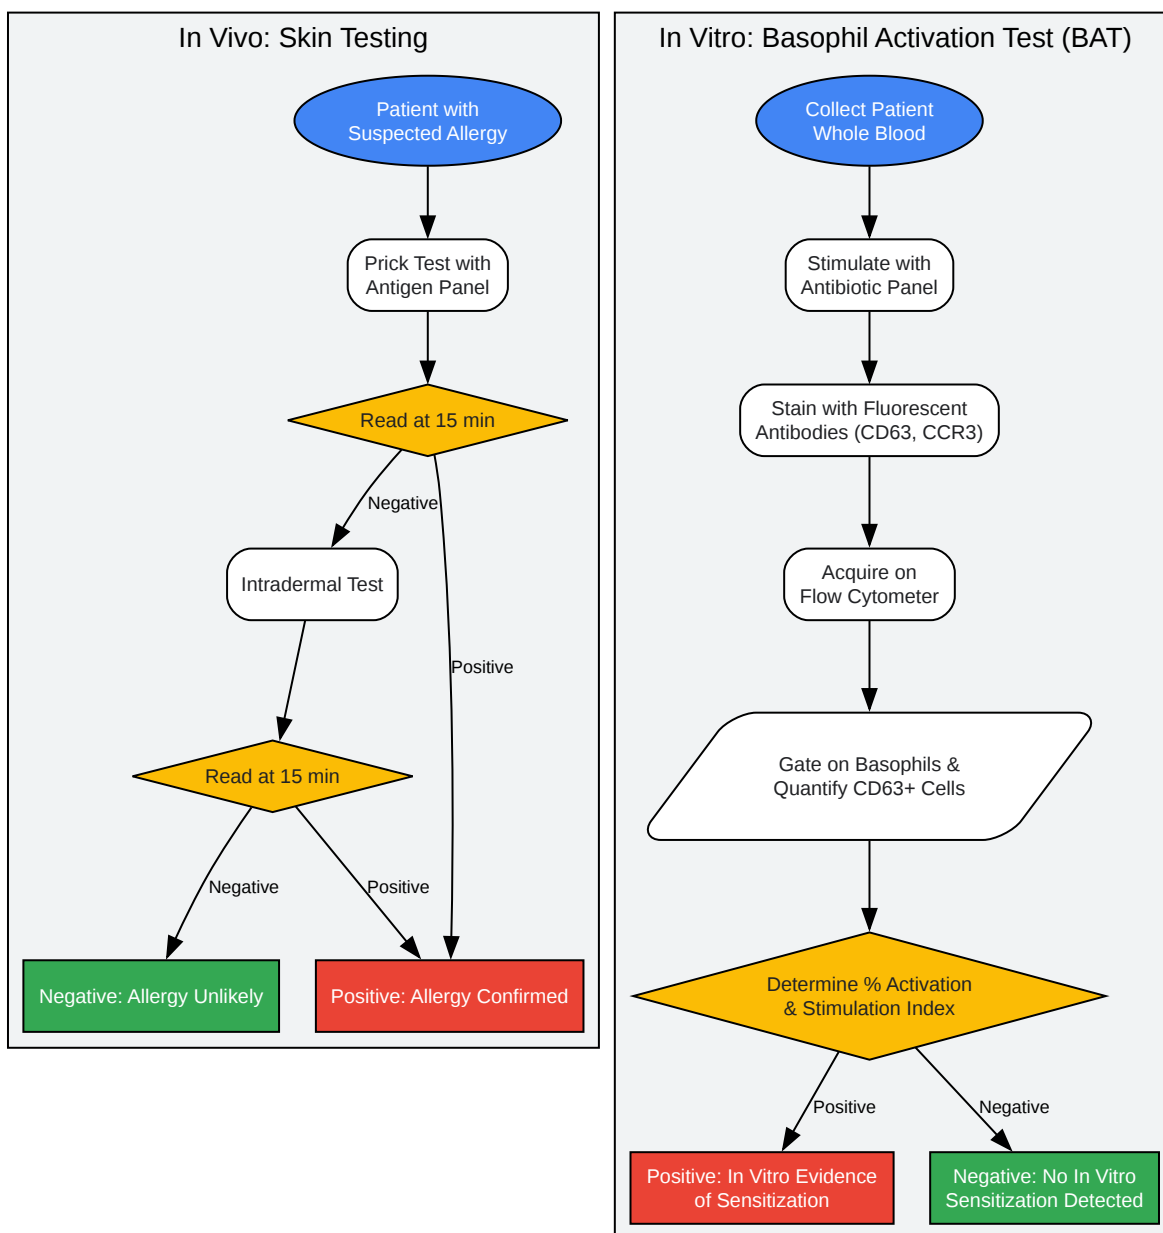 In Vivo: Skin Testing
Patient with
Suspected Allergy
Prick Test with
Antigen Panel
Read at 15 min
Negative
Intradermal Test
Positive
Read at 15 min
Negative
Positive
Negative: Allergy Unlikely
Positive: Allergy Confirmed
In Vitro: Basophil Activation Test (BAT)
Collect Patient
Whole Blood
Stimulate with
Antibiotic Panel
Stain with Fluorescent
Antibodies (CD63, CCR3)
Acquire on
Flow Cytometer
Gate on Basophils &
Quantify CD63+ Cells
Determine % Activation
& Stimulation Index
Positive
Negative
Positive: In Vitro Evidence
of Sensitization
Negative: No In Vitro
Sensitization Detected